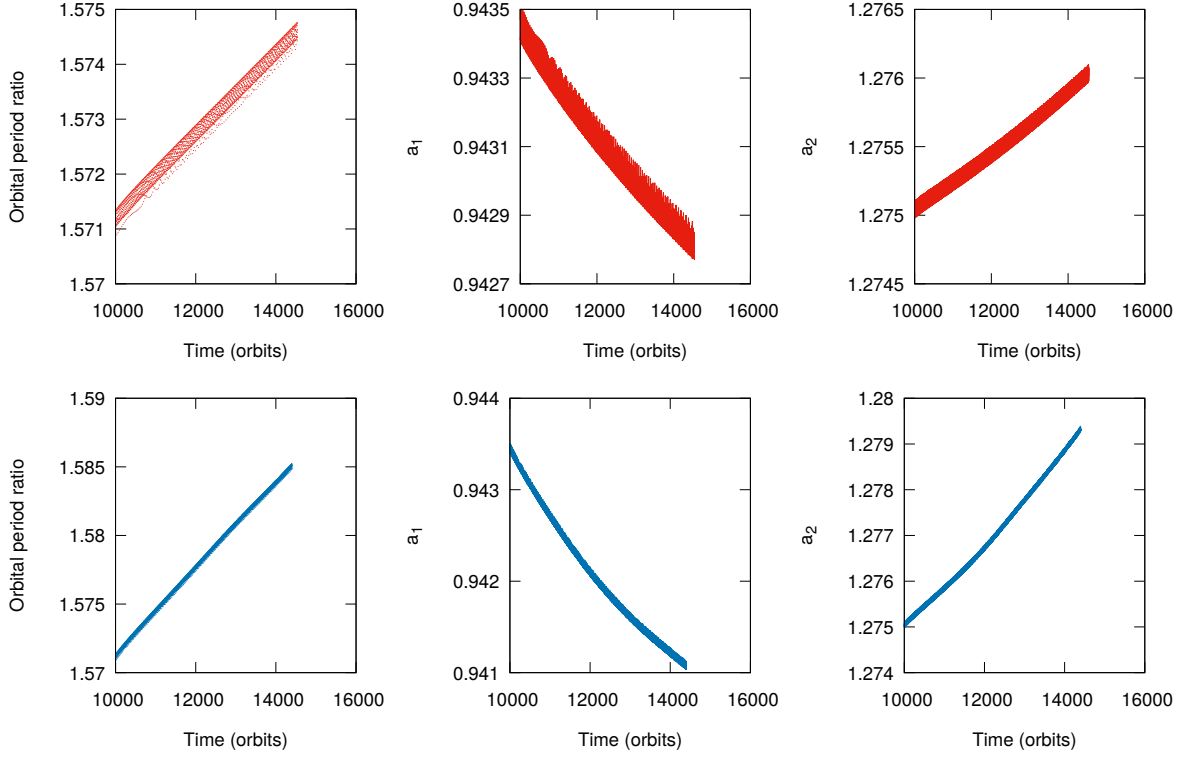 Orbital period ratio
1.575
1.574
1.573
1.572
1.571
1.57
10000 12000 14000 16000
Time (orbits)
a₁
0.9435
0.9433
0.9431
0.9429
0.9427
10000 12000 14000 16000
Time (orbits)
a₂
1.2765
1.276
1.2755
1.275
1.2745
10000 12000 14000 16000
Time (orbits)
Orbital period ratio
1.59
1.585
1.58
1.575
1.57
10000 12000 14000 16000
Time (orbits)
a₁
0.944
0.943
0.942
0.941
10000 12000 14000 16000
Time (orbits)
a₂
1.28
1.279
1.278
1.277
1.276
1.275
1.274
10000 12000 14000 16000
Time (orbits)